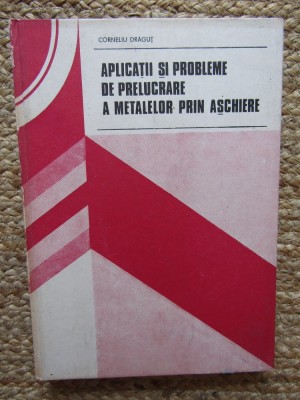 CORNELIU DRAGUȚ
APLICAȚII ȘI PROBLEME
DE PRELUCRARE
A METALELOR PRIN AȘCHIERE